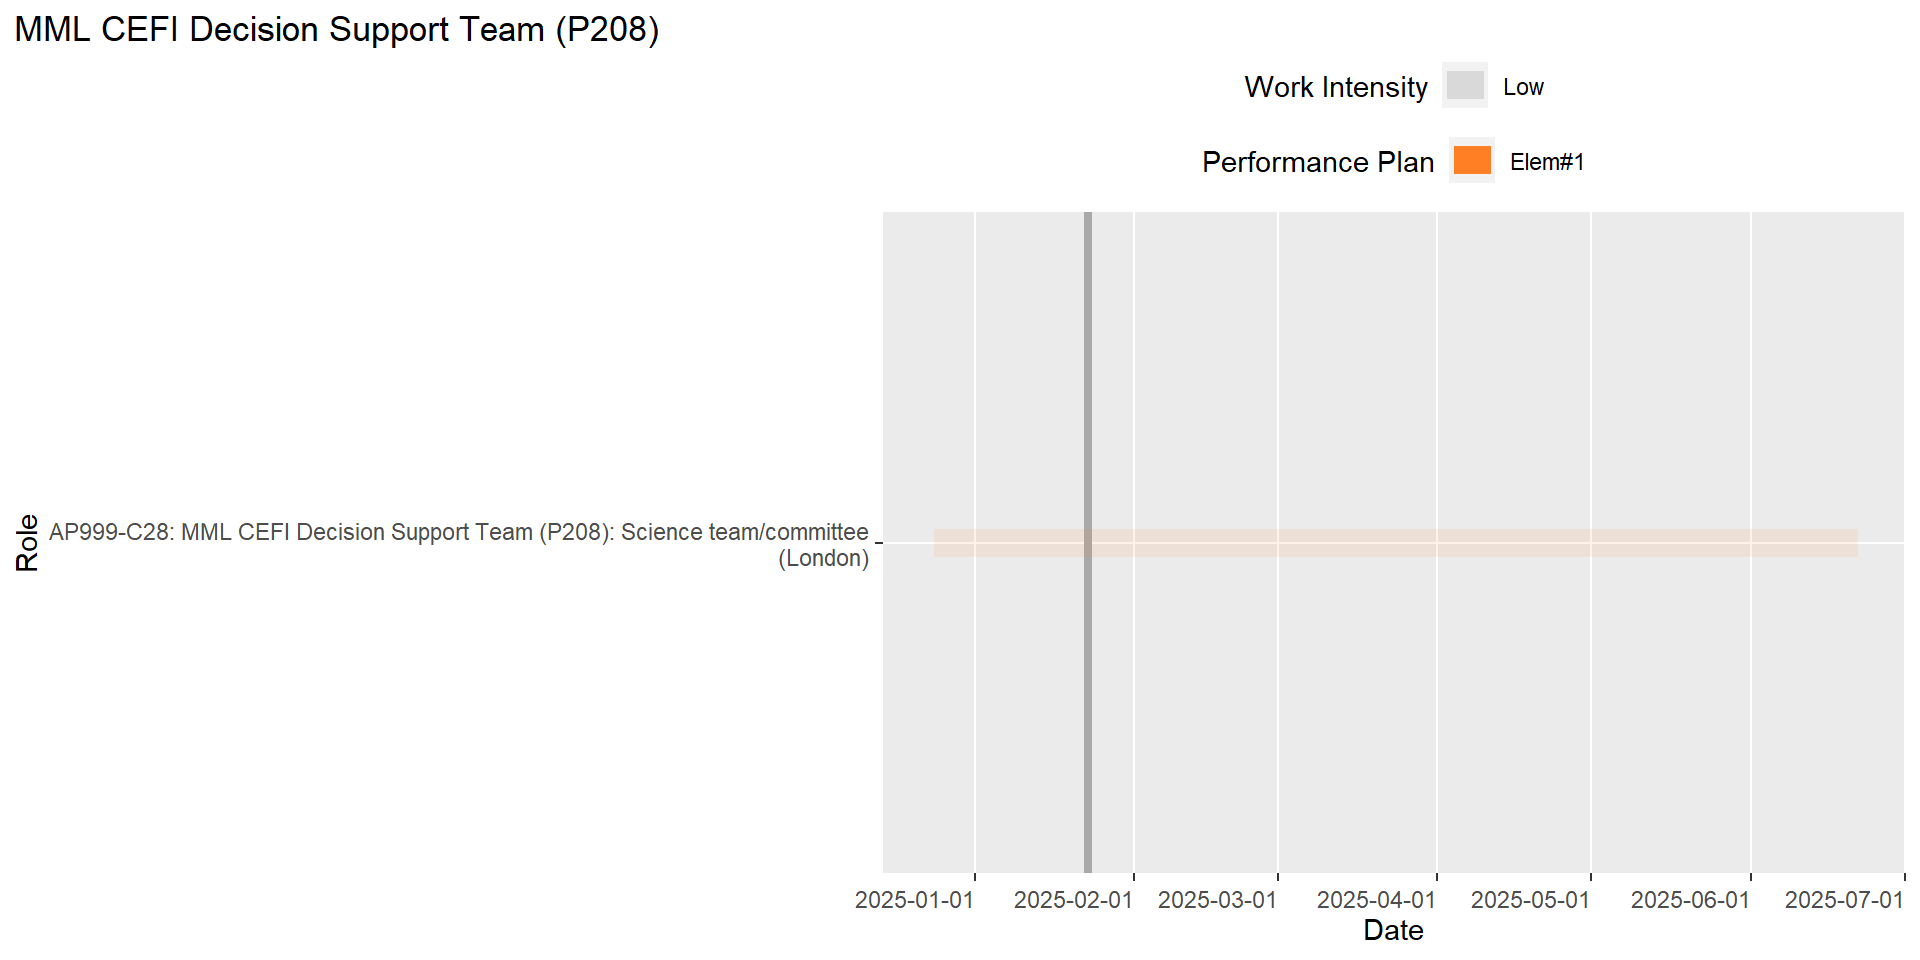 MML CEFI Decision Support Team (P208)
Work Intensity Low
Performance Plan Elem#1
Role
AP999-C28: MML CEFI Decision Support Team (P208): Science team/committee
(London)
2025-01-01 2025-02-01 2025-03-01 2025-04-01 2025-05-01 2025-06-01 2025-07-01
Date